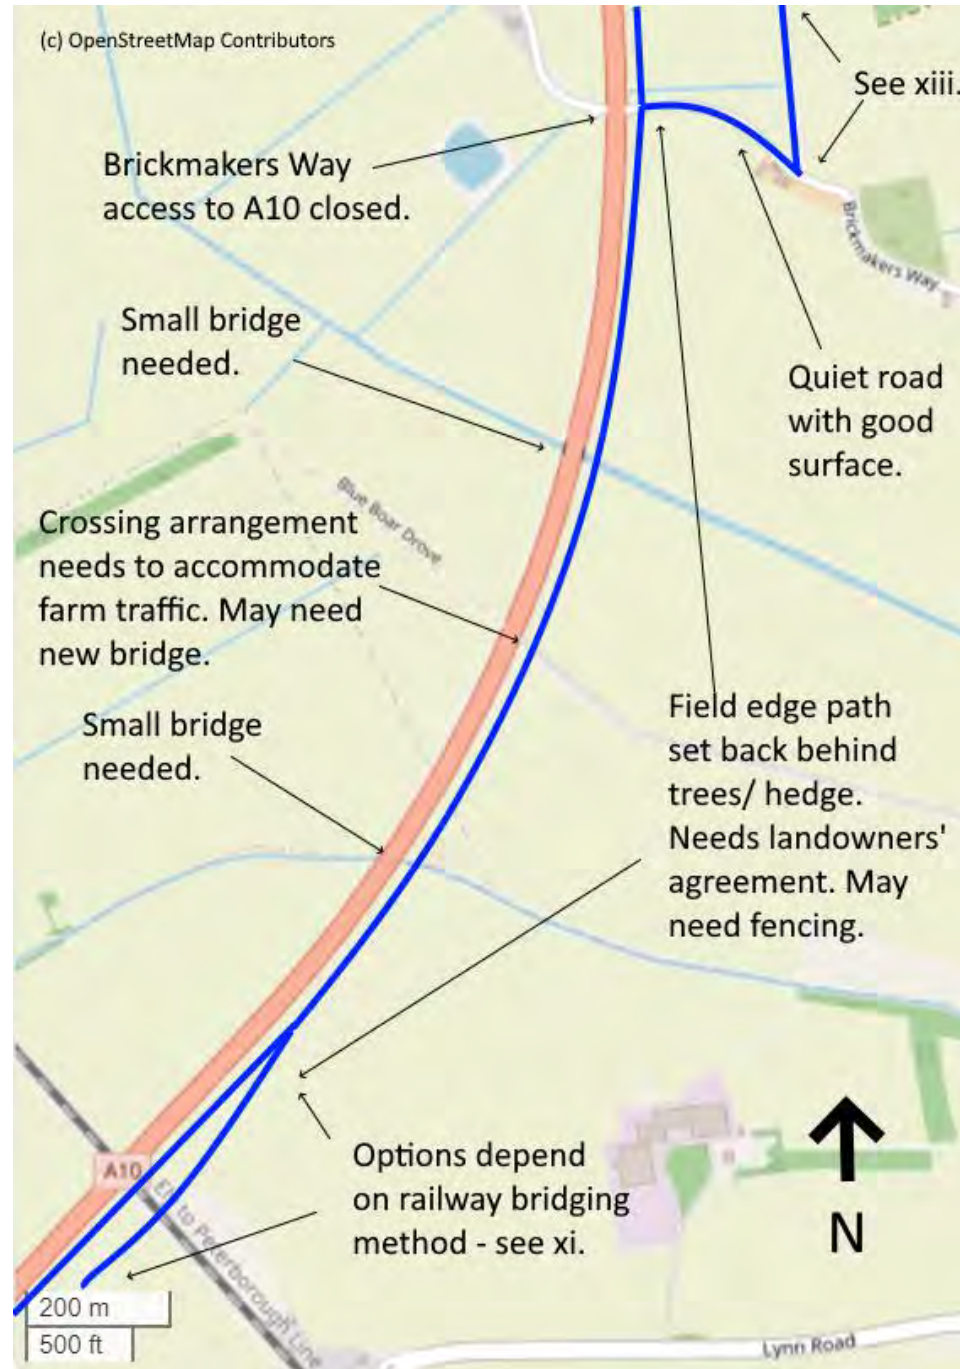 (c) OpenStreetMap Contributors
See xiii.
Brickmakers Way
access to A10 closed.
Brickmakers Way
Small bridge
needed.
Quiet road
with good
surface.
Blue Boar Drove
Crossing arrangement
needs to accommodate
farm traffic. May need
new bridge.
Field edge path
set back behind
trees/ hedge.
Needs landowners'
agreement. May
need fencing.
Small bridge
needed.
A10
Ely to Peterborough Line
Options depend
on railway bridging
method - see xi.
N
200 m
500 ft
Lynn Road